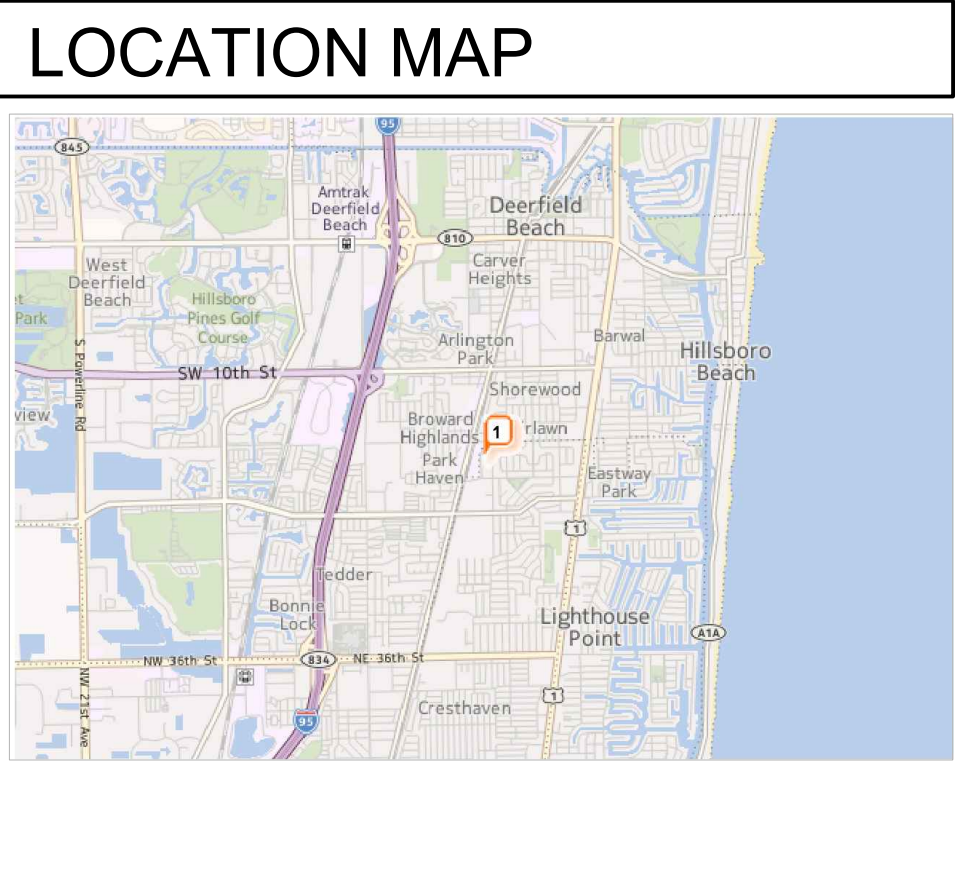 LOCATION MAP
95
845
Amtrak
Deerfield
Beach
Deerfield
Beach
810
West
Deerfield
Beach
Carver
Heights
Hillsboro
Pines Golf
Course
et
Park
S Powerline Rd
Arlington
Park
Barwal
Hillsboro
Beach
SW 10th St
Shorewood
view
Broward
Highlands
1
rlawn
Park
Haven
Eastway
Park
1
Tedder
Bonnie
Lock
Lighthouse
Point
A1A
NW 36th St
834
NE 36th St
NW 21st Ave
1
Cresthaven
95